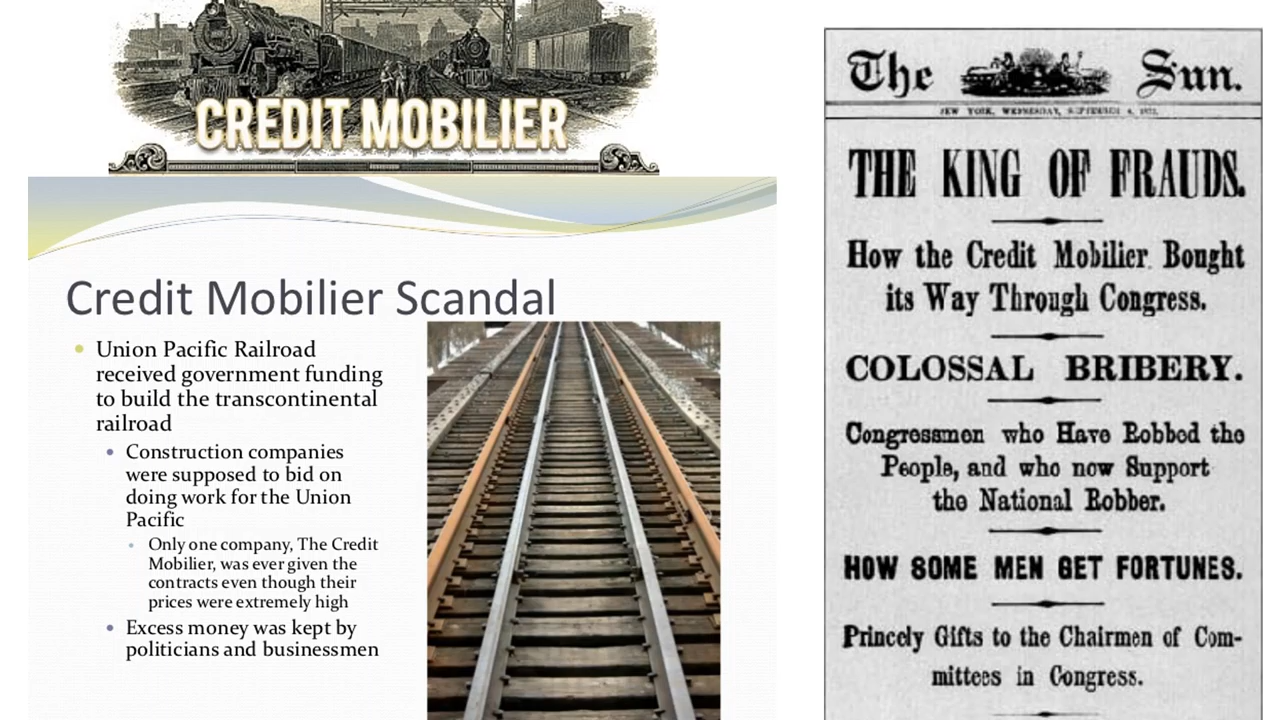 CREDIT MOBILIER
Credit Mobilier Scandal
Union Pacific Railroad
received government funding
to build the transcontinental
railroad
Construction companies
were supposed to bid on
doing work for the Union
Pacific
Only one company, The Credit
Mobilier, was ever given the
contracts even though their
prices were extremely high
Excess money was kept by
politicians and businessmen
The Sun.
NEW YORK, WEDNESDAY, SEPTEMBER 4, 1872.
THE KING OF FRAUDS.
How the Credit Mobilier Bought
its Way Through Congress.
COLOSSAL BRIBERY.
Congressmen who Have Robbed the
People, and who now Support
the National Robber.
HOW SOME MEN GET FORTUNES.
Princely Gifts to the Chairmen of Com-
mittees in Congress.